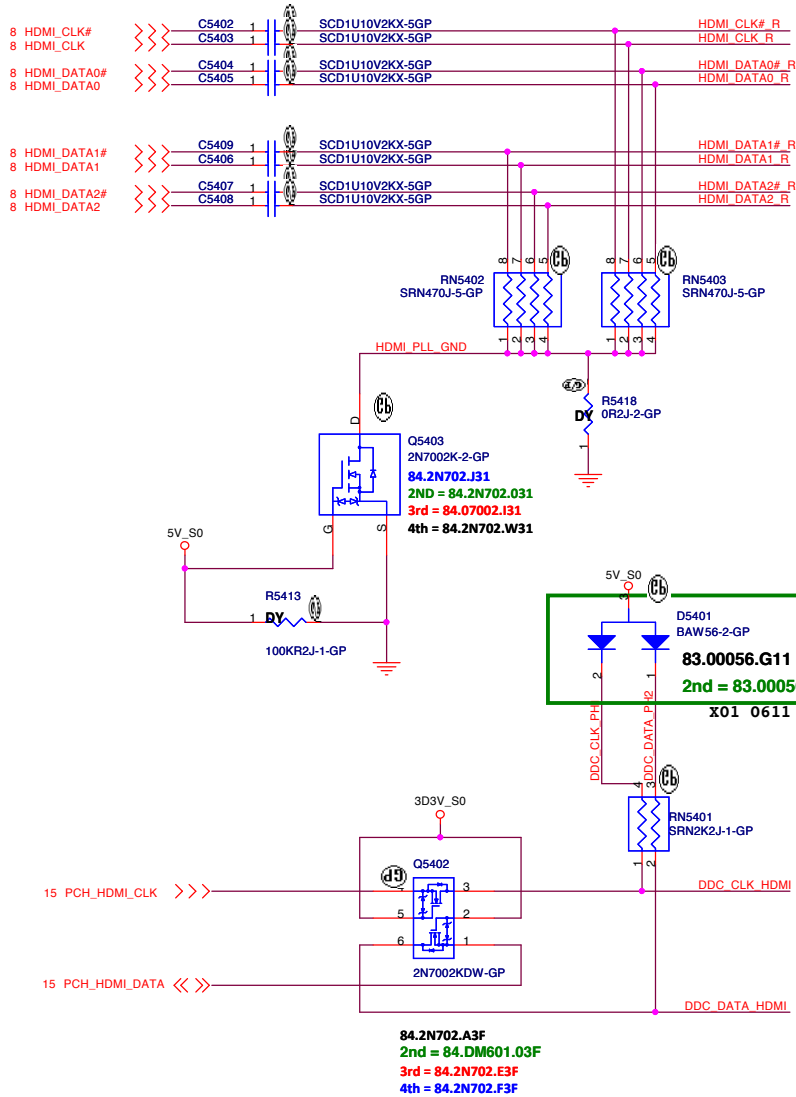 C5402 1 SCD1U10V2KX-5GP HDMI_CLK#_R
8 HDMI_CLK#
C5403 1 SCD1U10V2KX-5GP HDMI_CLK_R
8 HDMI_CLK
C5404 1 SCD1U10V2KX-5GP HDMI_DATA0#_R
8 HDMI_DATA0#
C5405 1 SCD1U10V2KX-5GP HDMI_DATA0_R
8 HDMI_DATA0
C5409 1 SCD1U10V2KX-5GP HDMI_DATA1#_R
8 HDMI_DATA1#
C5406 1 SCD1U10V2KX-5GP HDMI_DATA1_R
8 HDMI_DATA1
C5407 1 SCD1U10V2KX-5GP HDMI_DATA2#_R
8 HDMI_DATA2#
C5408 1 SCD1U10V2KX-5GP HDMI_DATA2_R
8 HDMI_DATA2
8 7 6 5
8 7 6 5
RN5402
SRN470J-5-GP
RN5403
SRN470J-5-GP
1 2 3 4
1 2 3 4
HDMI_PLL_GND
R5418
DY 0R2J-2-GP
1
D
Q5403
2N7002K-2-GP
84.2N702.J31
2ND = 84.2N702.031
3rd = 84.07002.I31
4th = 84.2N702.W31
G S
5V_S0
R5413
1 DY
100KR2J-1-GP
5V_S0
3
D5401
BAW56-2-GP
83.00056.G11
2nd = 83.0005
X01 0611
2 1
DDC_DATA_PH2
4 3
RN5401
SRN2K2J-1-GP
1 2
3D3V_S0
GP
Q5402
15 PCH_HDMI_CLK
3
DDC_CLK_HDMI
5 2
6 1
2N7002KDW-GP
15 PCH_HDMI_DATA
DDC_DATA_HDMI
84.2N702.A3F
2nd = 84.DM601.03F
3rd = 84.2N702.E3F
4th = 84.2N702.F3F